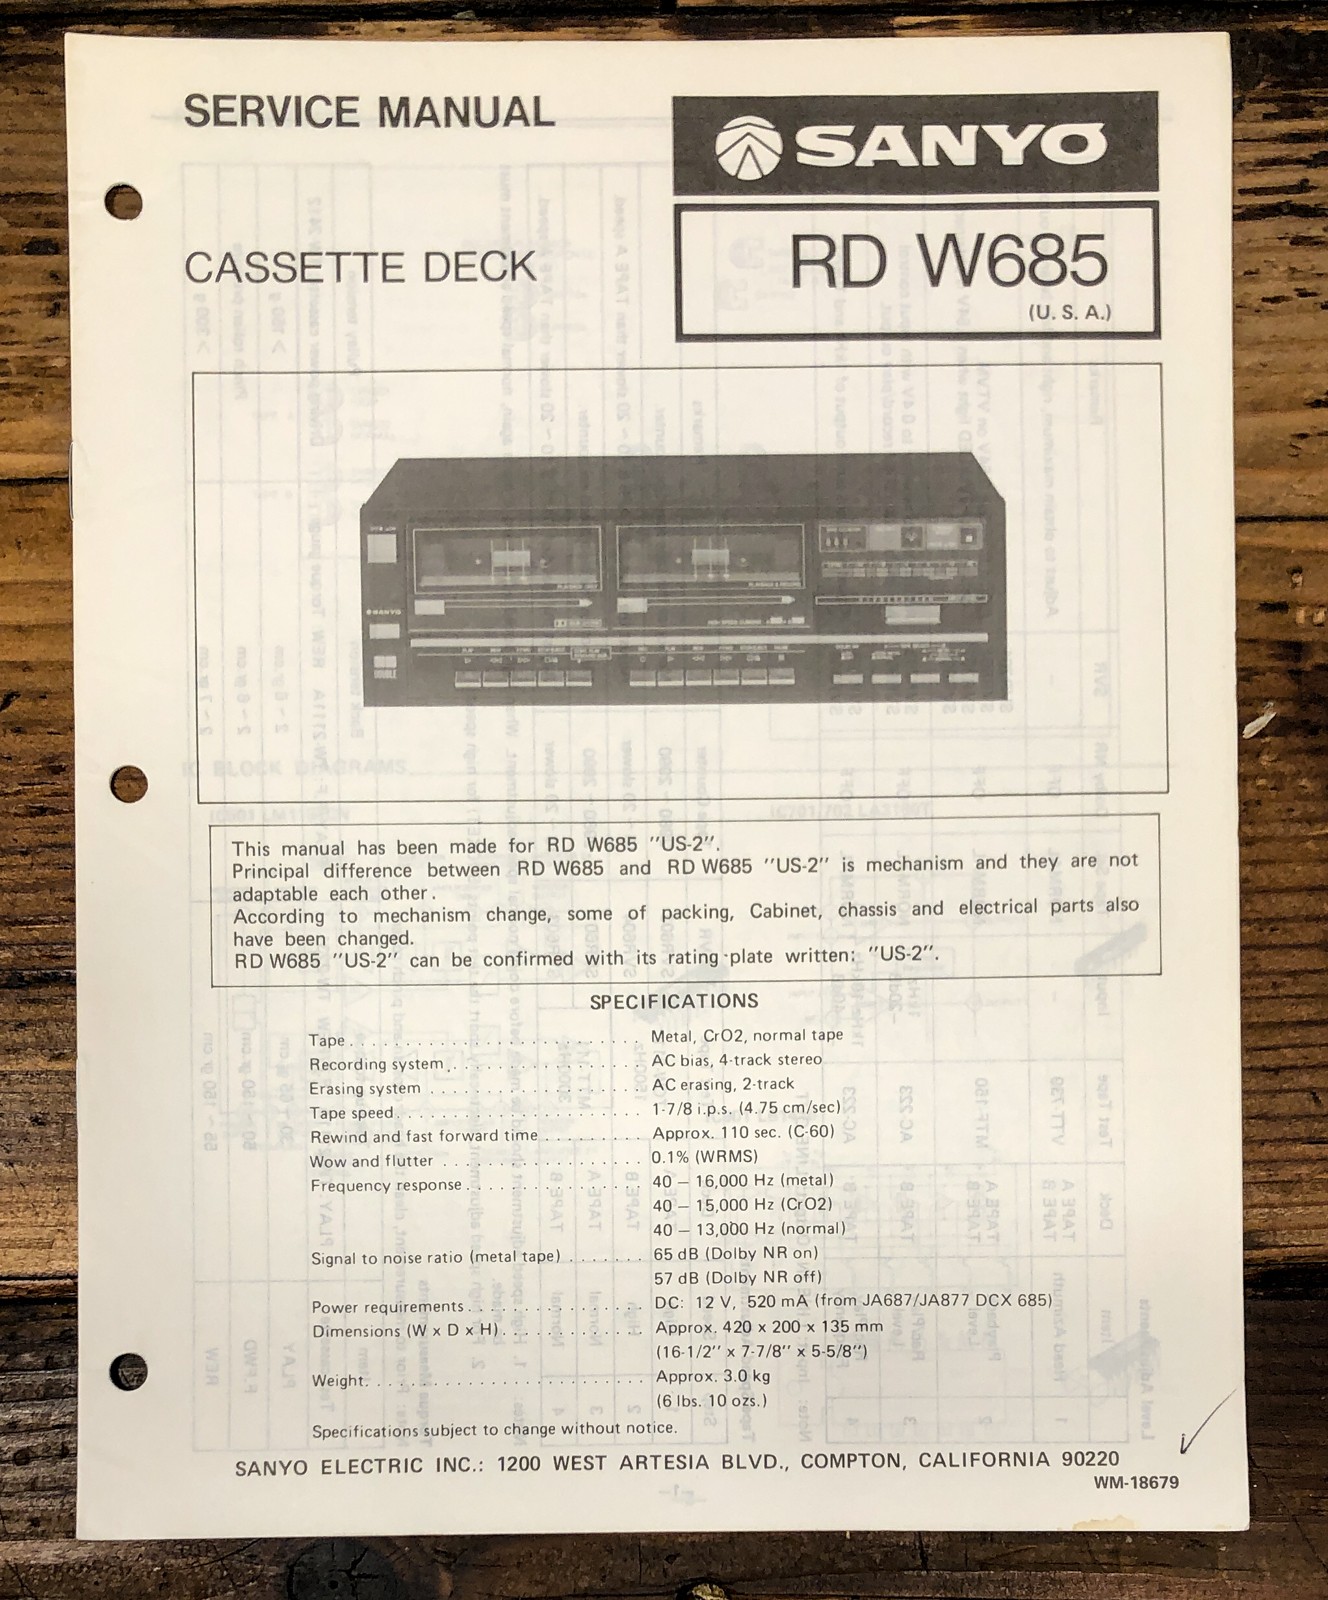 SERVICE MANUAL
SANYO
CASSETTE DECK
RD W685
(U. S. A.)
SANYO
DOUBLE
This manual has been made for RD W685 "US-2".
Principal difference between RD W685 and RD W685 "US-2" is mechanism and they are not
adaptable each other.
According to mechanism change, some of packing, Cabinet, chassis and electrical parts also
have been changed.
RD W685 "US-2" can be confirmed with its rating plate written: "US-2".
SPECIFICATIONS
Tape . . . . . . . . . . . . . . . . . . . . . . . . . . Metal, CrO2, normal tape
Recording system . . . . . . . . . . . . . . . . . AC bias, 4-track stereo
Erasing system . . . . . . . . . . . . . . . . . . . AC erasing, 2-track
Tape speed . . . . . . . . . . . . . . . . . . . . . . 1-7/8 i.p.s. (4.75 cm/sec)
Rewind and fast forward time . . . . . . . . . Approx. 110 sec. (C-60)
Wow and flutter . . . . . . . . . . . . . . . . . . 0.1% (WRMS)
Frequency response . . . . . . . . . . . . . . . . 40 – 16,000 Hz (metal)
40 – 15,000 Hz (CrO2)
40 – 13,000 Hz (normal)
Signal to noise ratio (metal tape) . . . . . . . 65 dB (Dolby NR on)
57 dB (Dolby NR off)
Power requirements . . . . . . . . . . . . . . . . DC: 12 V, 520 mA (from JA687/JA877 DCX 685)
Dimensions (W x D x H) . . . . . . . . . . . . . Approx. 420 x 200 x 135 mm
(16-1/2'' x 7-7/8'' x 5-5/8'')
Weight . . . . . . . . . . . . . . . . . . . . . . . . . Approx. 3.0 kg
(6 lbs. 10 ozs.)
Specifications subject to change without notice.
SANYO ELECTRIC INC.: 1200 WEST ARTESIA BLVD., COMPTON, CALIFORNIA 90220
WM-18679